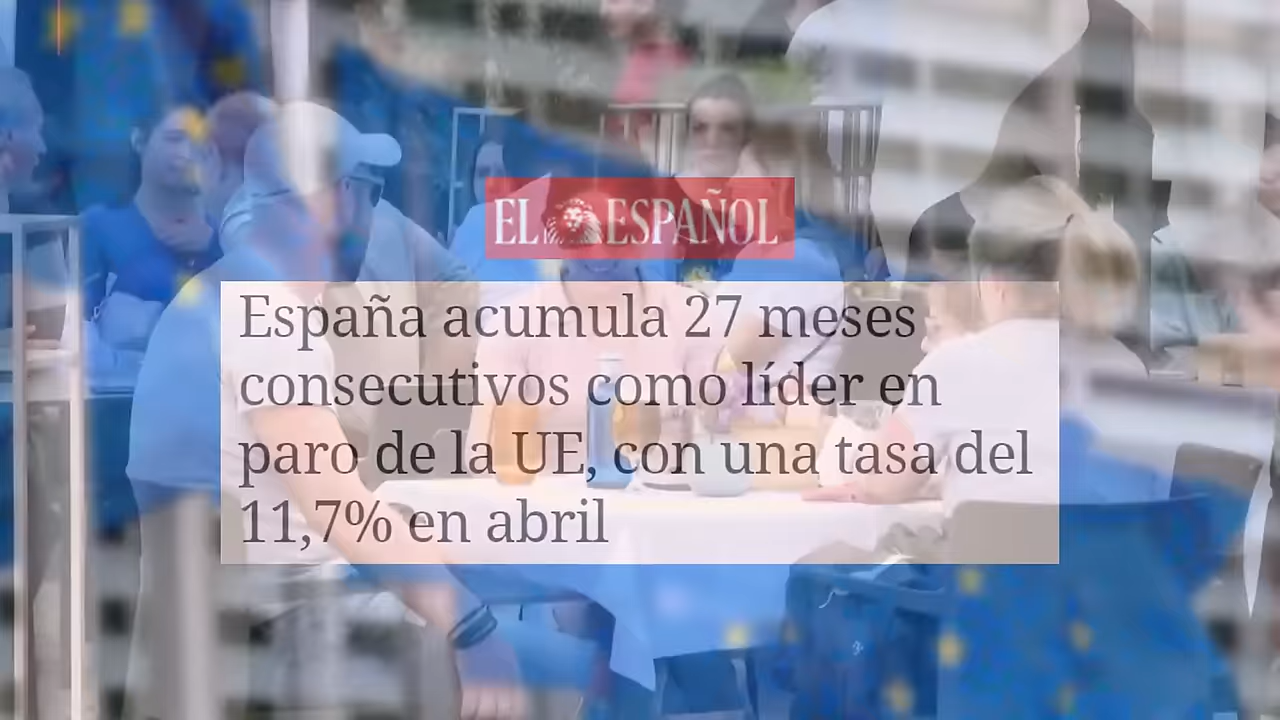 EL ESPAÑOL
España acumula 27 meses
consecutivos como líder en
paro de la UE, con una tasa del
11,7% en abril